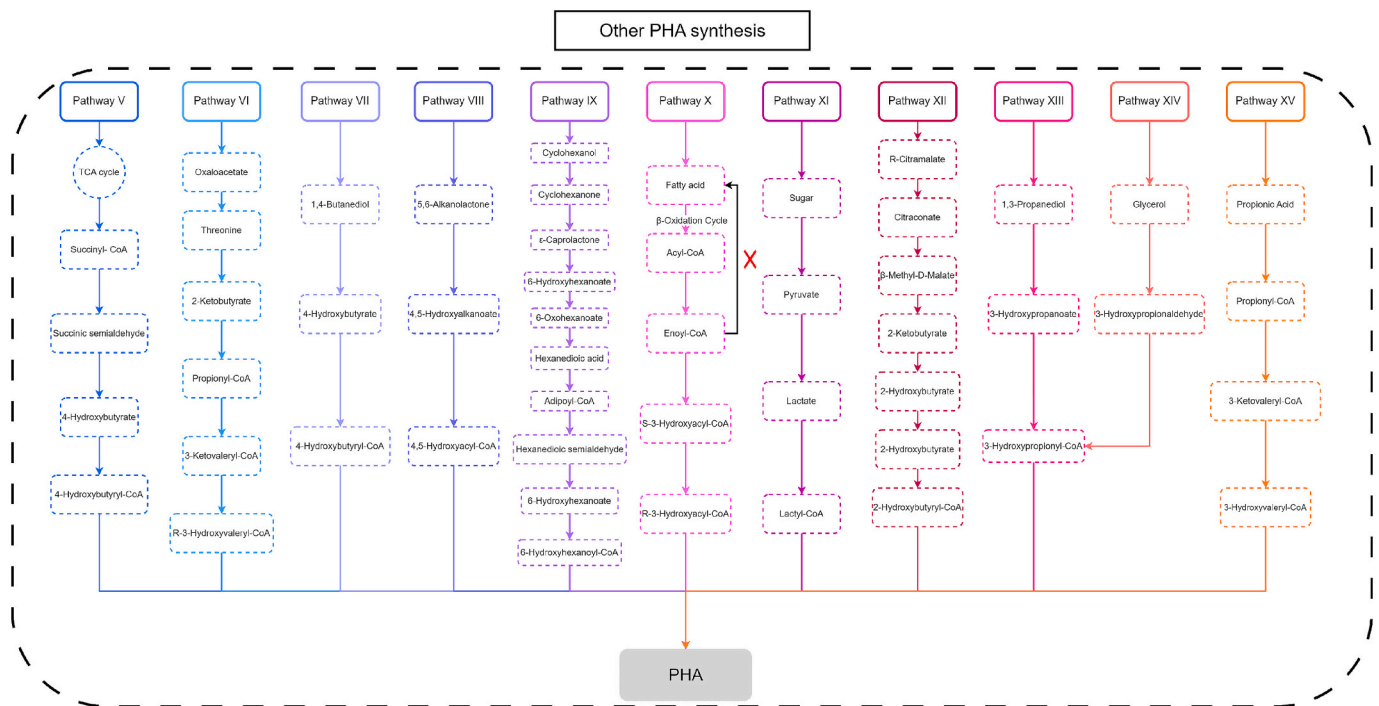 Other PHA synthesis
Pathway V
TCA cycle
Succinyl- CoA
Succinic semialdehyde
4-Hydroxybutyrate
4-Hydroxybutyryl-CoA
Pathway VI
Oxaloacetate
Threonine
2-Ketobutyrate
Propionyl-CoA
3-Ketovaleryl-CoA
R-3-Hydroxyvaleryl-CoA
Pathway VII
1,4-Butanediol
4-Hydroxybutyrate
4-Hydroxybutyryl-CoA
Pathway VIII
5,6-Alkanolactone
4,5-Hydroxyalkanoate
4,5-Hydroxyacyl-CoA
Pathway IX
Cyclohexanol
Cyclohexanone
ε-Caprolactone
6-Hydroxyhexanoate
6-Oxohexanoate
Hexanedioic acid
Adipoyl-CoA
Hexanedioic semialdehyde
6-Hydroxyhexanoate
6-Hydroxyhexanoyl-CoA
Pathway X
Fatty acid
β-Oxidation Cycle
Acyl-CoA
Enoyl-CoA
S-3-Hydroxyacyl-CoA
R-3-Hydroxyacyl-CoA
X
Pathway XI
Sugar
Pyruvate
Lactate
Lactyl-CoA
Pathway XII
R-Citramalate
Citraconate
β-Methyl-D-Malate
2-Ketobutyrate
2-Hydroxybutyrate
2-Hydroxybutyrate
2-Hydroxybutyryl-CoA
Pathway XIII
1,3-Propanediol
3-Hydroxypropanoate
3-Hydroxypropionyl-CoA
Pathway XIV
Glycerol
3-Hydroxypropionaldehyde
Pathway XV
Propionic Acid
Propionyl-CoA
3-Ketovaleryl-CoA
3-Hydroxyvaleryl-CoA
PHA